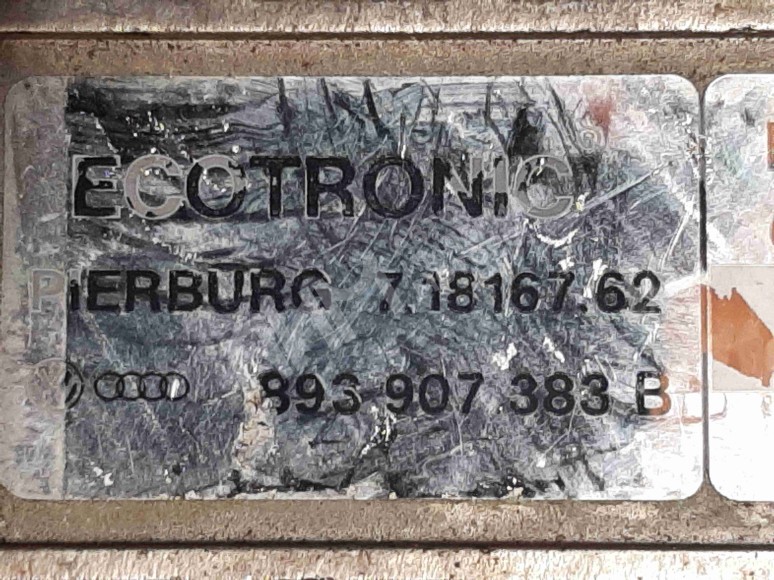 ECOTRONIC
PIERBURG 7.18167.62
893 907 383 B